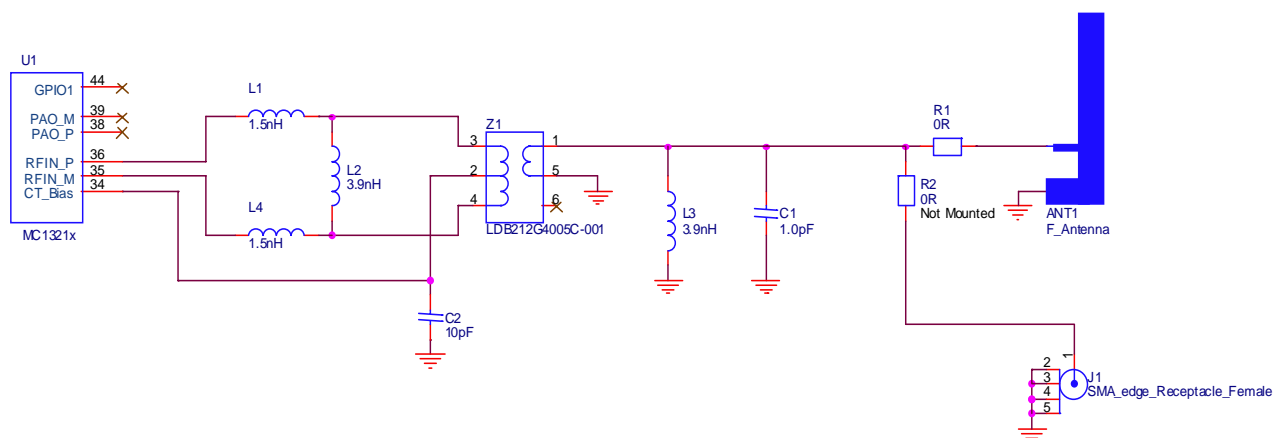 U1
GPIO1
44
PAO_M
39
PAO_P
38
RFIN_P
36
RFIN_M
35
CT_Bias
34
MC1321x
L1
1.5nH
L2
3.9nH
L4
1.5nH
C2
10pF
Z1
3
1
2
5
4
6
LDB212G4005C-001
L3
3.9nH
C1
1.0pF
R1
0R
R2
0R
Not Mounted
ANT1
F_Antenna
1
2
3
4
5
J1
SMA_edge_Receptacle_Female